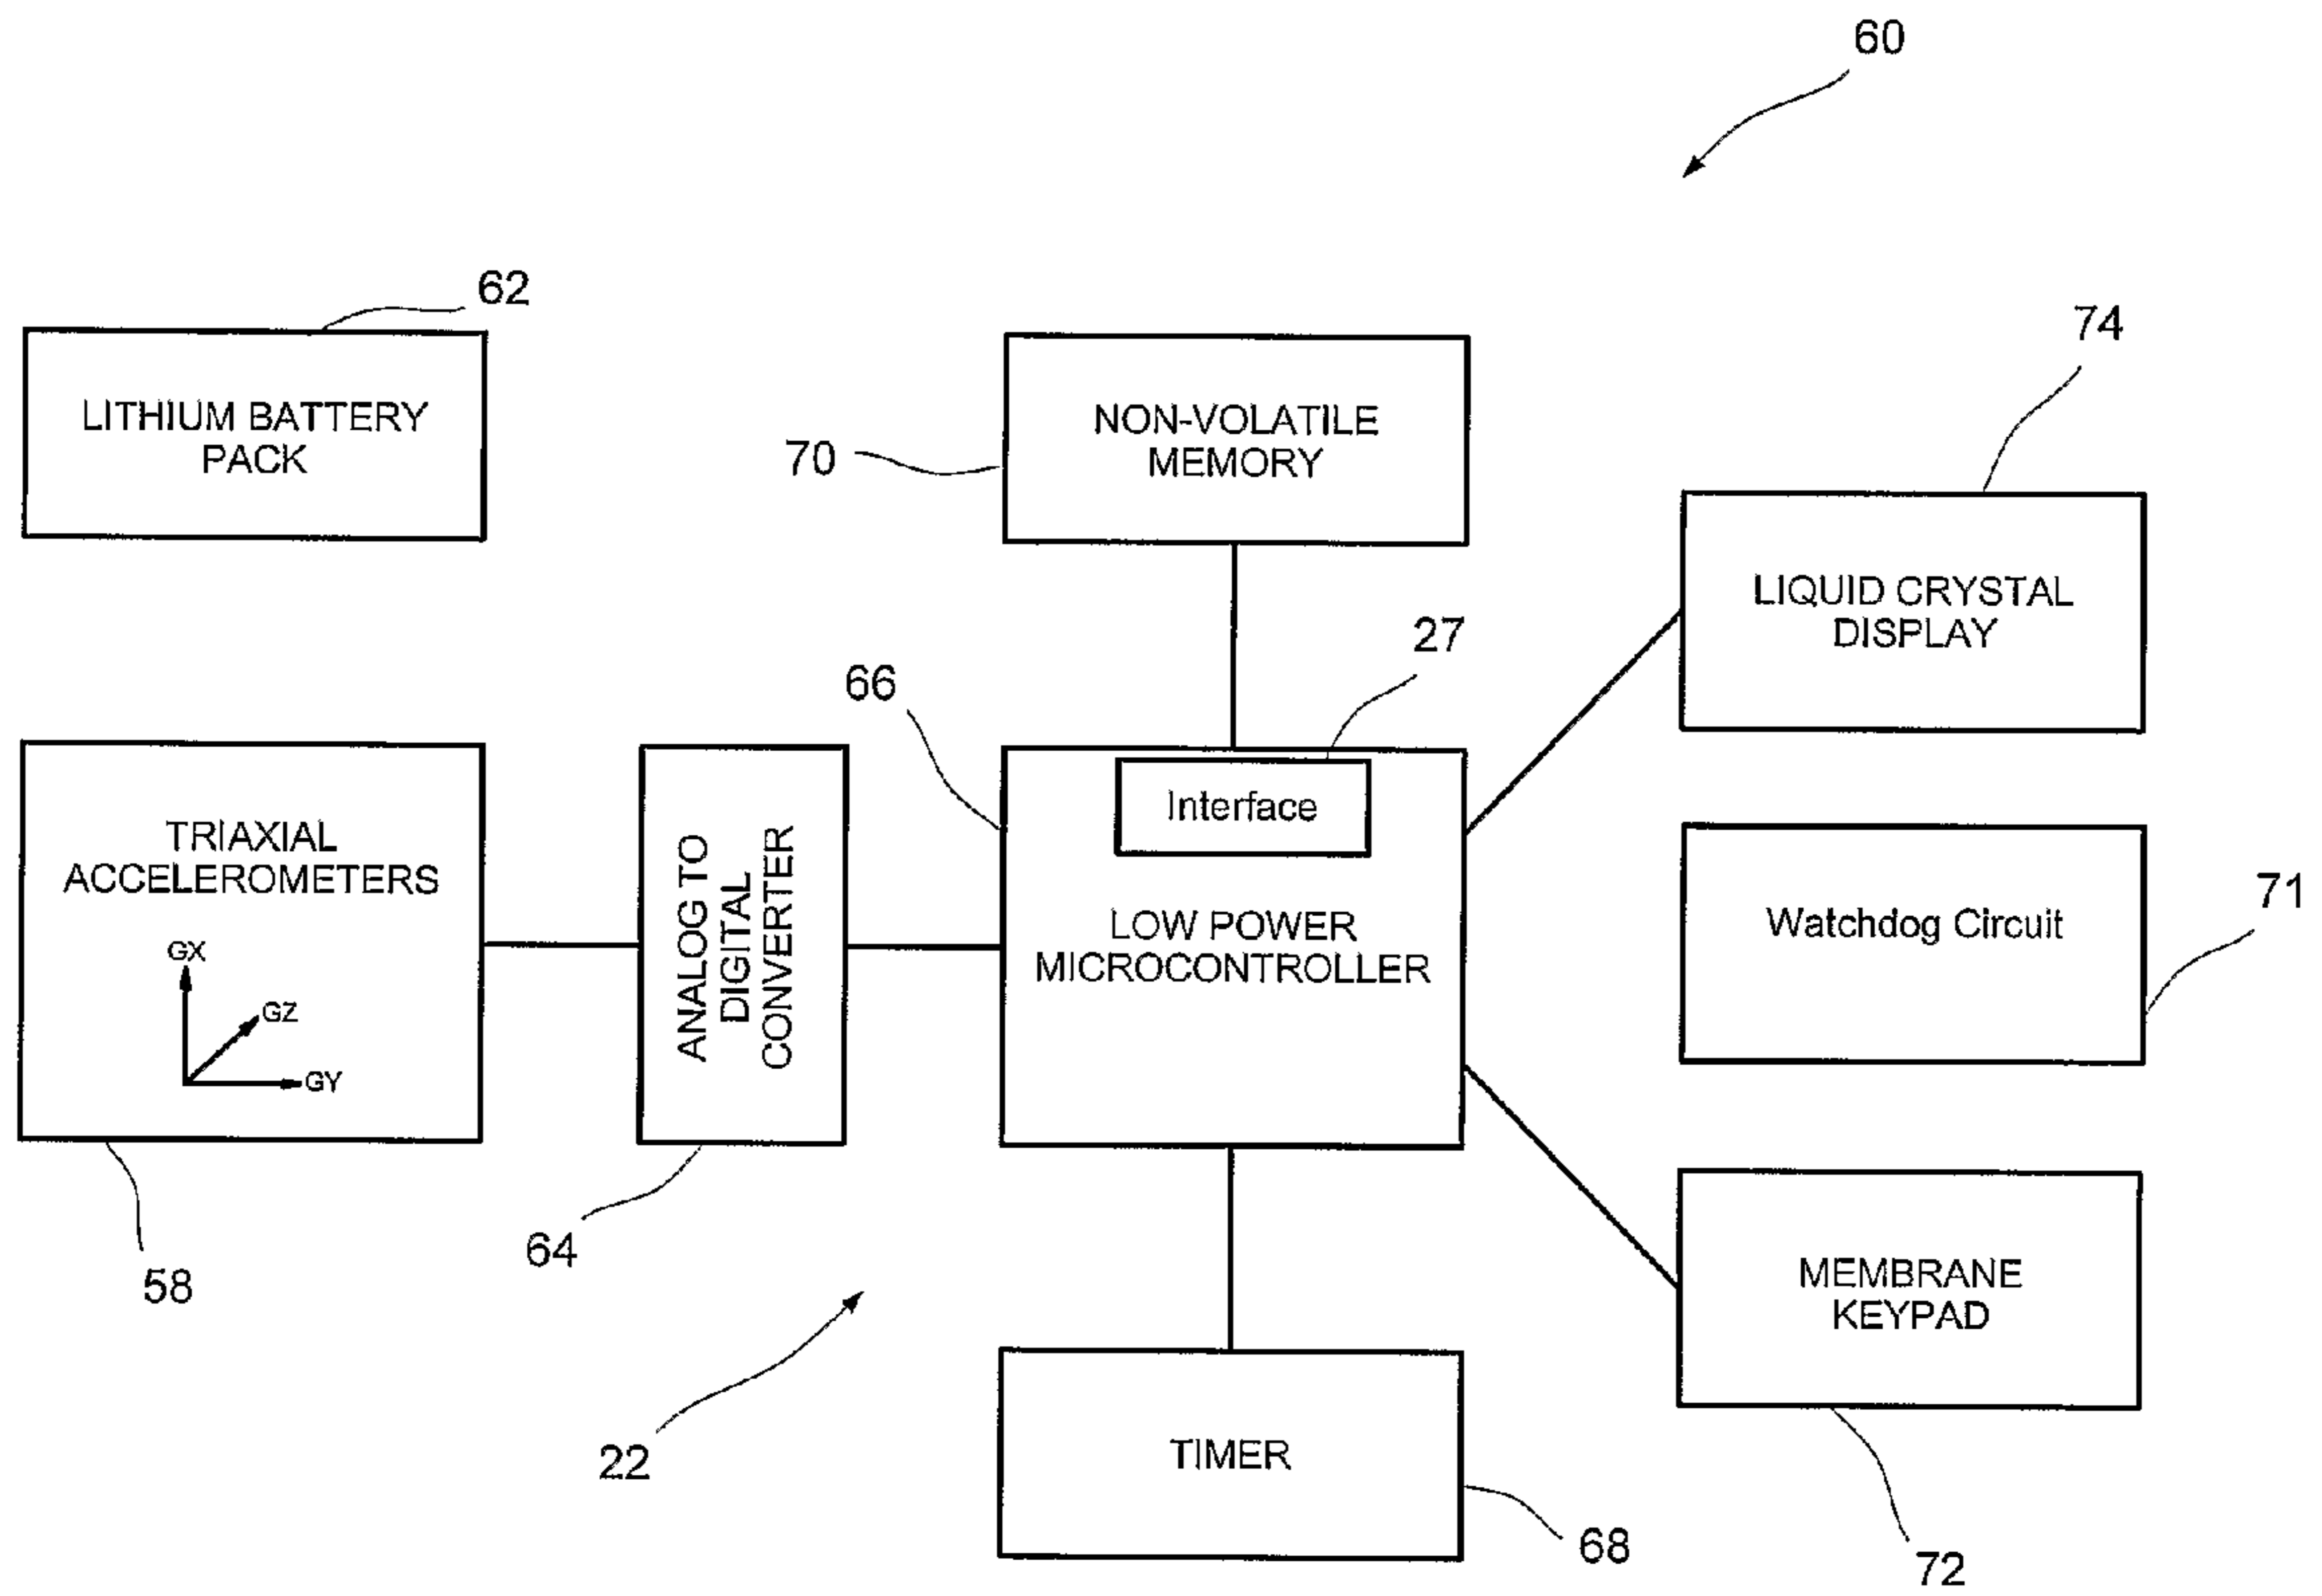 60
62
LITHIUM BATTERY
PACK
70
NON-VOLATILE
MEMORY
74
LIQUID CRYSTAL
DISPLAY
27
66
TRIAXIAL
ACCELEROMETERS
GX
GZ
GY
58
ANALOG TO
DIGITAL
CONVERTER
64
Interface
LOW POWER
MICROCONTROLLER
Watchdog Circuit
71
22
TIMER
68
MEMBRANE
KEYPAD
72